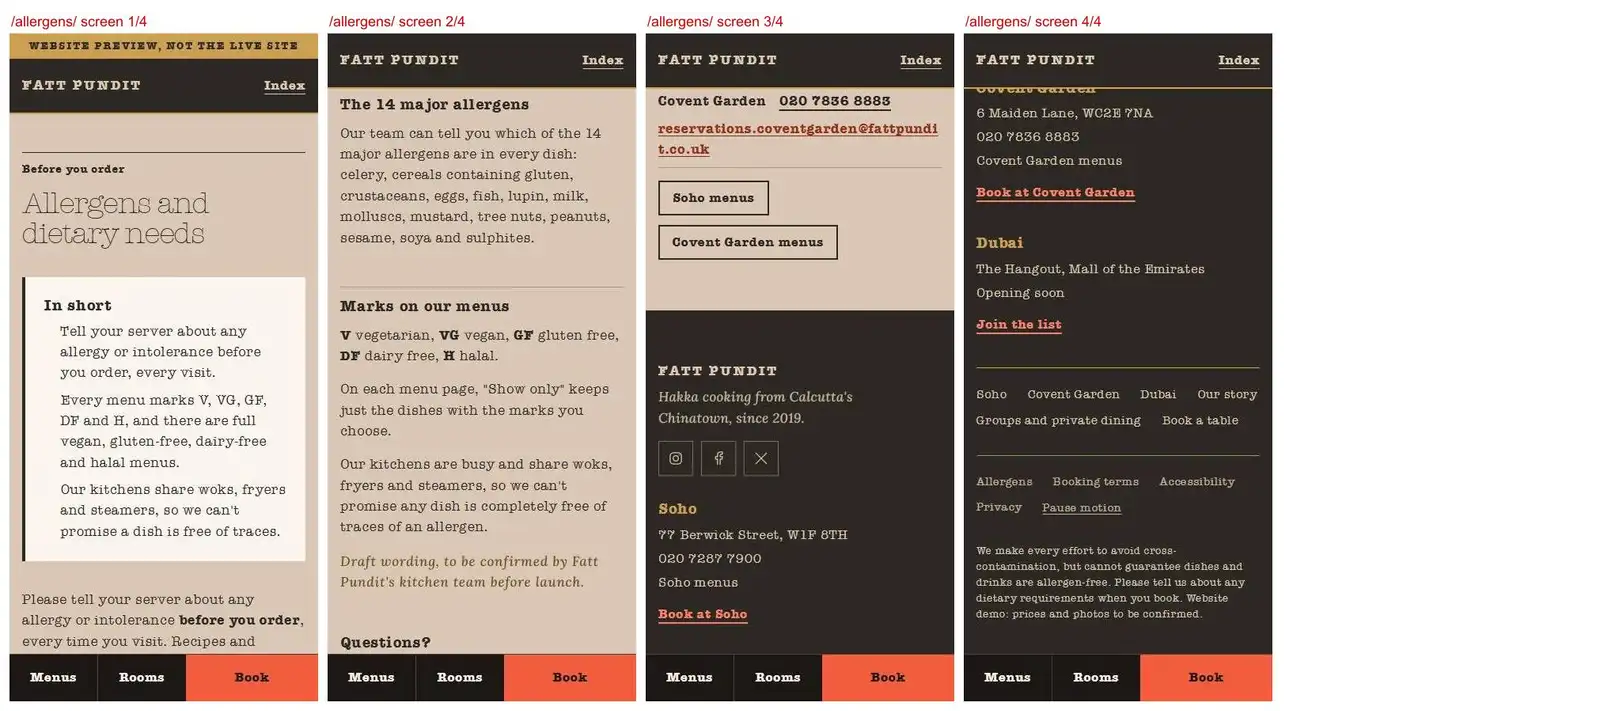 /allergens/ screen 1/4
WEBSITE PREVIEW, NOT THE LIVE SITE
FATT PUNDIT
Index
Before you order
Allergens and
dietary needs
In short
Tell your server about any
allergy or intolerance before
you order, every visit.
Every menu marks V, VG, GF,
DF and H, and there are full
vegan, gluten-free, dairy-free
and halal menus.
Our kitchens share woks, fryers
and steamers, so we can't
promise a dish is free of traces.
Please tell your server about any
allergy or intolerance before you order,
every time you visit. Recipes and
Menus
Rooms
Book
/allergens/ screen 2/4
FATT PUNDIT
Index
The 14 major allergens
Our team can tell you which of the 14
major allergens are in every dish:
celery, cereals containing gluten,
crustaceans, eggs, fish, lupin, milk,
molluscs, mustard, tree nuts, peanuts,
sesame, soya and sulphites.
Marks on our menus
V vegetarian, VG vegan, GF gluten free,
DF dairy free, H halal.
On each menu page, "Show only" keeps
just the dishes with the marks you
choose.
Our kitchens are busy and share woks,
fryers and steamers, so we can't
promise any dish is completely free of
traces of an allergen.
Draft wording, to be confirmed by Fatt
Pundit's kitchen team before launch.
Questions?
Menus
Rooms
Book
/allergens/ screen 3/4
FATT PUNDIT
Index
Covent Garden 020 7836 8883
reservations.coventgarden@fattpundi
t.co.uk
Soho menus
Covent Garden menus
FATT PUNDIT
Hakka cooking from Calcutta's
Chinatown, since 2019.
Soho
77 Berwick Street, W1F 8TH
020 7287 7900
Soho menus
Book at Soho
Menus
Rooms
Book
/allergens/ screen 4/4
FATT PUNDIT
Index
Covent Garden
6 Maiden Lane, WC2E 7NA
020 7836 8883
Covent Garden menus
Book at Covent Garden
Dubai
The Hangout, Mall of the Emirates
Opening soon
Join the list
Soho Covent Garden Dubai Our story
Groups and private dining Book a table
Allergens Booking terms Accessibility
Privacy Pause motion
We make every effort to avoid cross-
contamination, but cannot guarantee dishes and
drinks are allergen-free. Please tell us about any
dietary requirements when you book. Website
demo: prices and photos to be confirmed.
Menus
Rooms
Book